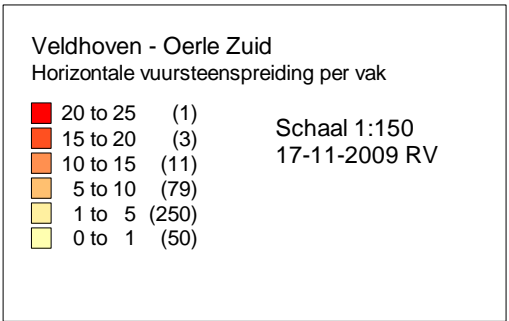 Veldhoven - Oerle Zuid
Horizontale vuursteenspreiding per vak
20 to 25 (1)
15 to 20 (3)
10 to 15 (11)
5 to 10 (79)
1 to 5 (250)
0 to 1 (50)
Schaal 1:150
17-11-2009 RV